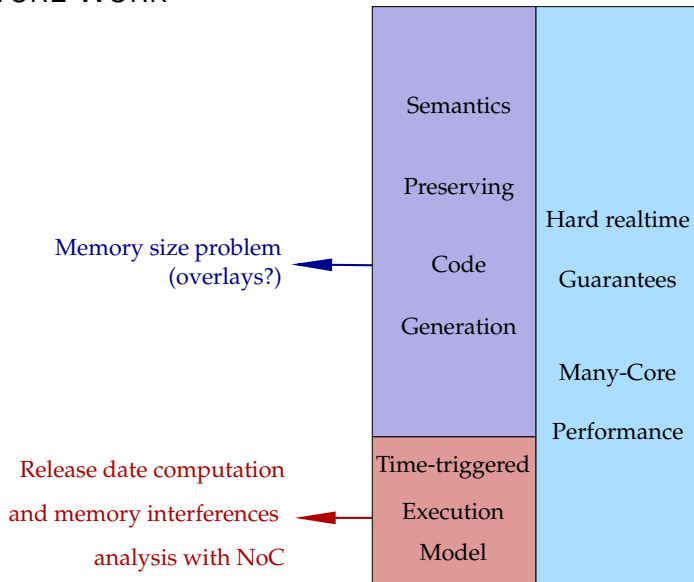 Semantics
Preserving
Code
Generation
Hard realtime
Guarantees
Many-Core
Performance
Memory size problem
(overlays?)
Time-triggered
Execution
Model
Release date computation
and memory interferences
analysis with NoC